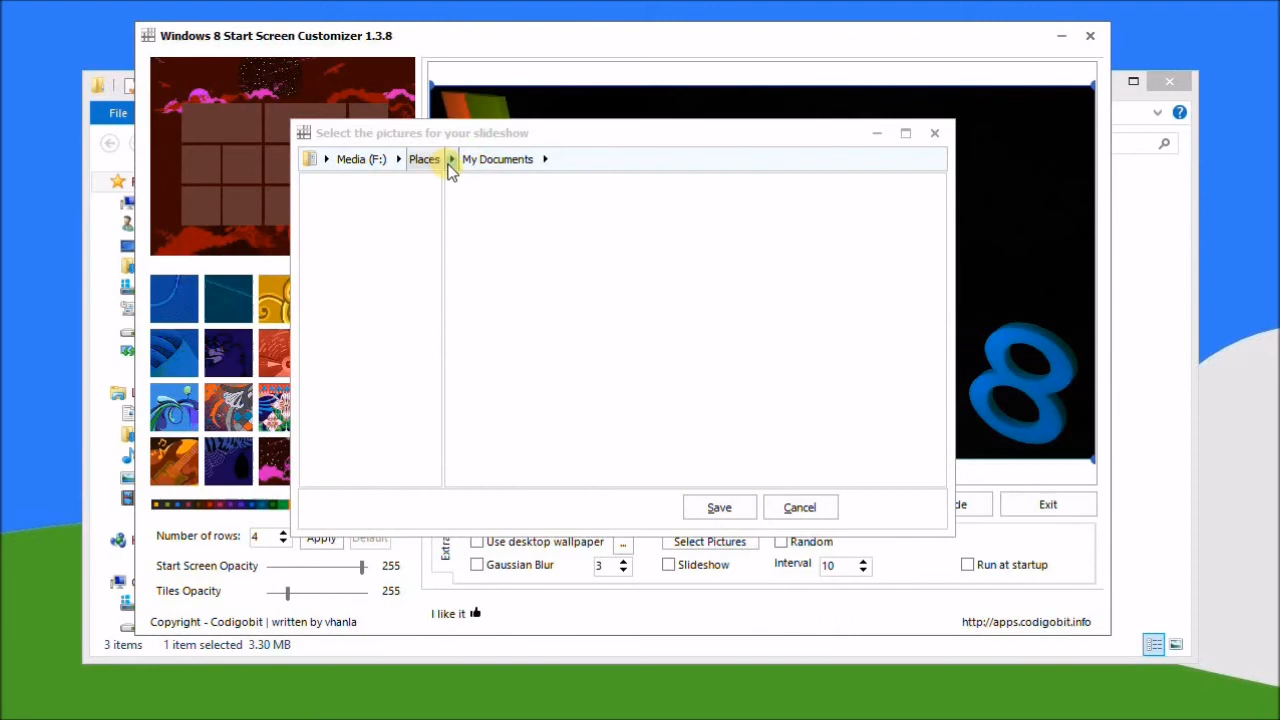 Windows 8 Start Screen Customizer 1.3.8
File
Select the pictures for your slideshow
Media (F:) Places My Documents
Save Cancel
Exit
Number of rows: 4 Apply Default
Start Screen Opacity 255
Tiles Opacity 255
Extra
Use desktop wallpaper ... Select Pictures Random
Gaussian Blur 3 Slideshow Interval 10 Run at startup
I like it
Copyright - Codigobit | written by vhanla
http://apps.codigobit.info
3 items 1 item selected 3.30 MB
8